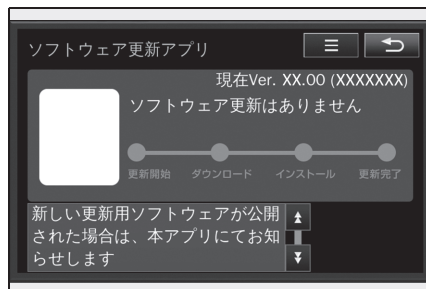 ソフトウェア更新アプリ
現在Ver. XX.00 (XXXXXXX)
ソフトウェア更新はありません
更新開始 ダウンロード インストール 更新完了
新しい更新用ソフトウェアが公開
された場合は、本アプリにてお知
らせします